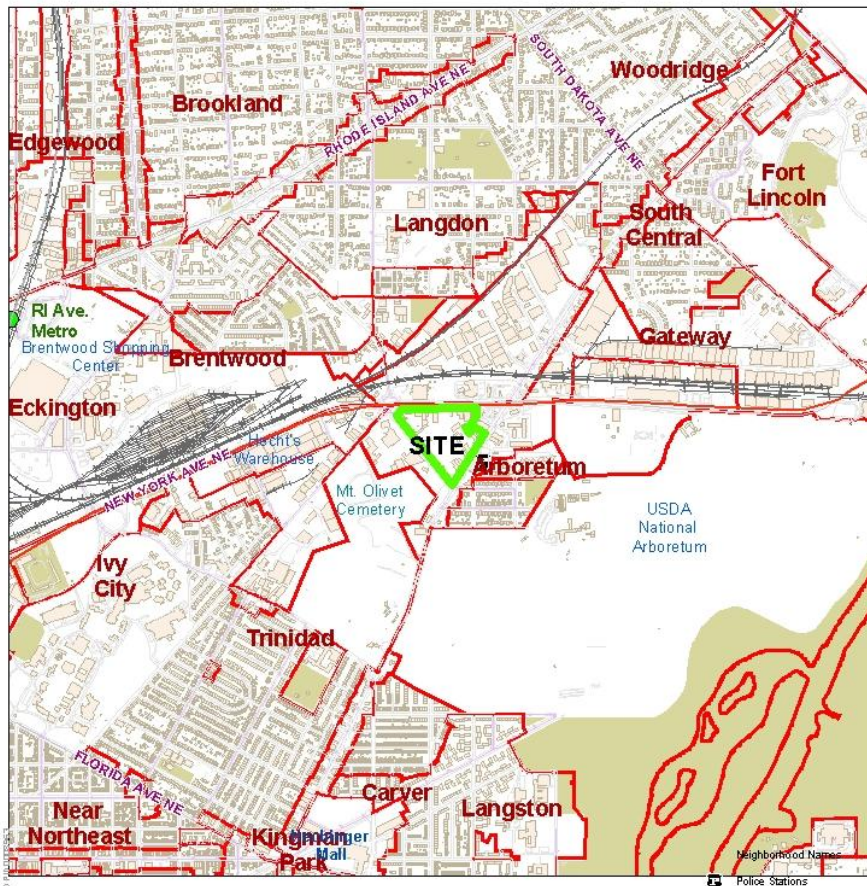 SOUTH DAKOTA AVE NE
Woodridge
Brookland
RHODE ISLAND AVE NE
Edgewood
Fort
Lincoln
Langdon
South
Central
RI Ave.
Metro
Brentwood Shopping
Center
Brentwood
Gateway
Eckington
SITE
Hecht's
Warehouse
Arboretum
NEW YORK AVE NE
Mt. Olivet
Cemetery
USDA
National
Arboretum
Ivy
City
Trinidad
FLORIDA AVE NE
Carver
Near
Northeast
Langston
Kingman
Park
Mall
Neighborhood Names
Police Stations